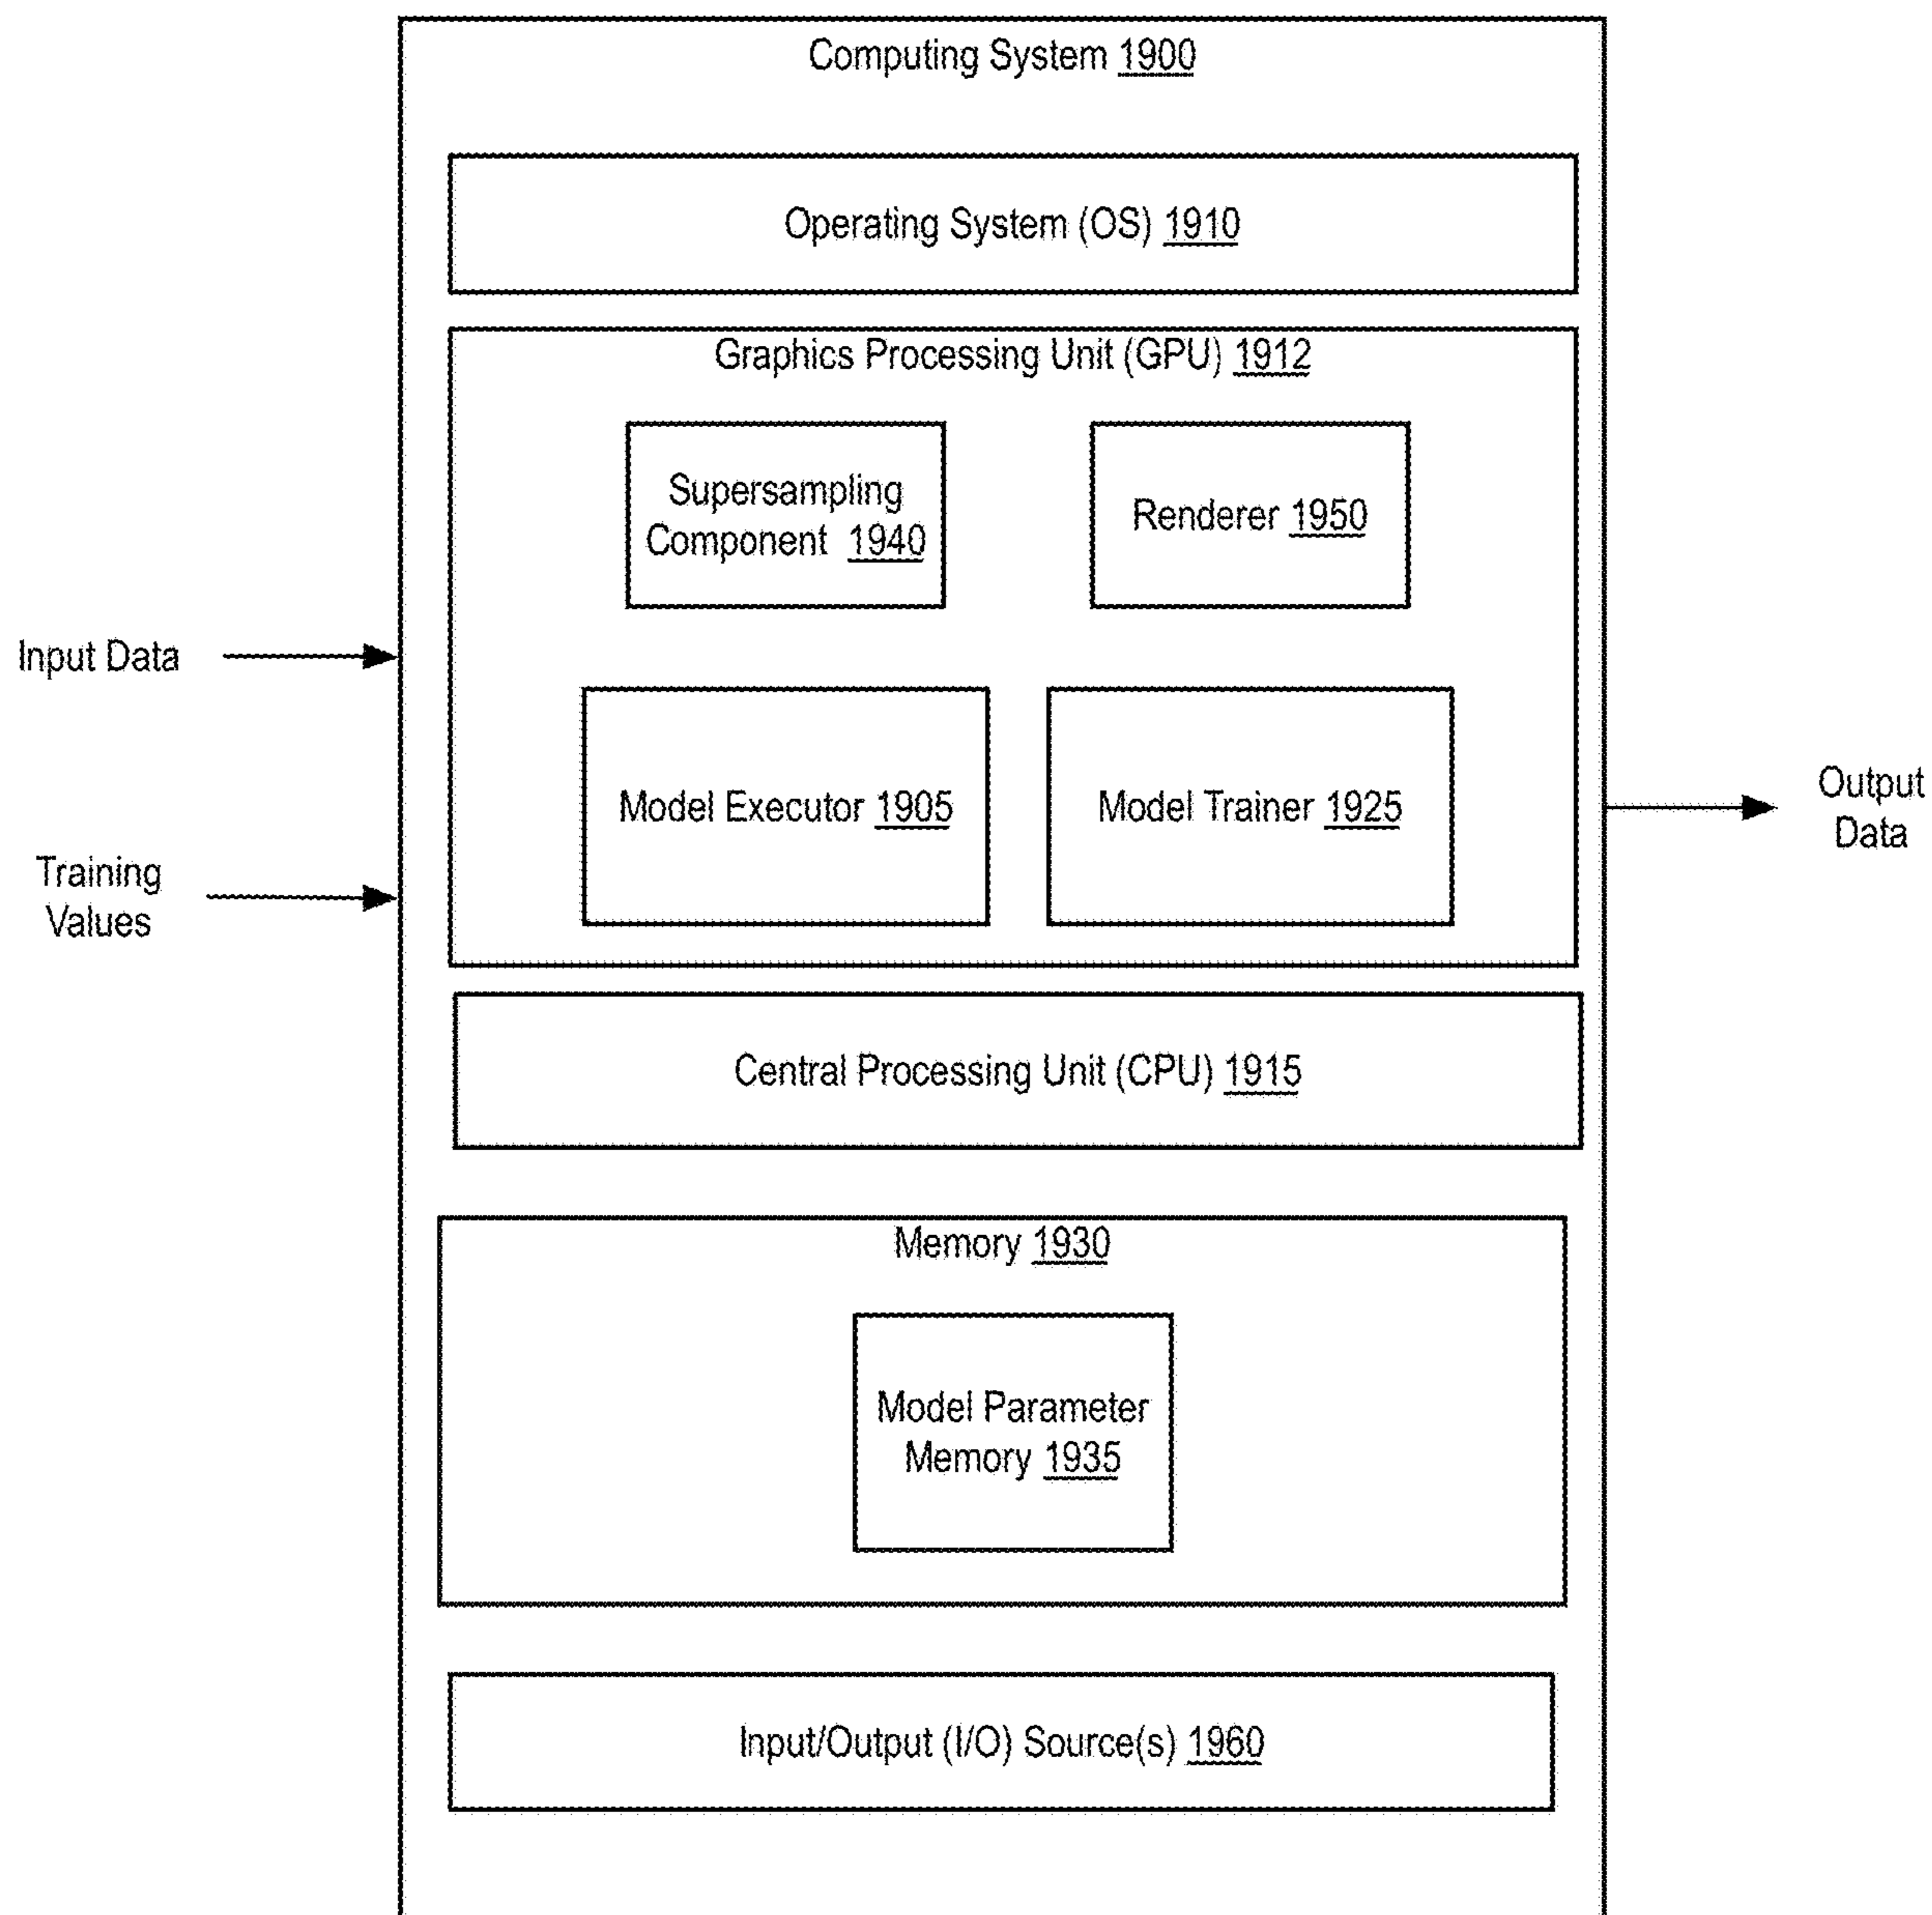 Computing System 1900
Operating System (OS) 1910
Graphics Processing Unit (GPU) 1912
Supersampling
Component 1940
Renderer 1950
Input Data
Model Executor 1905
Model Trainer 1925
Output
Data
Training
Values
Central Processing Unit (CPU) 1915
Memory 1930
Model Parameter
Memory 1935
Input/Output (I/O) Source(s) 1960